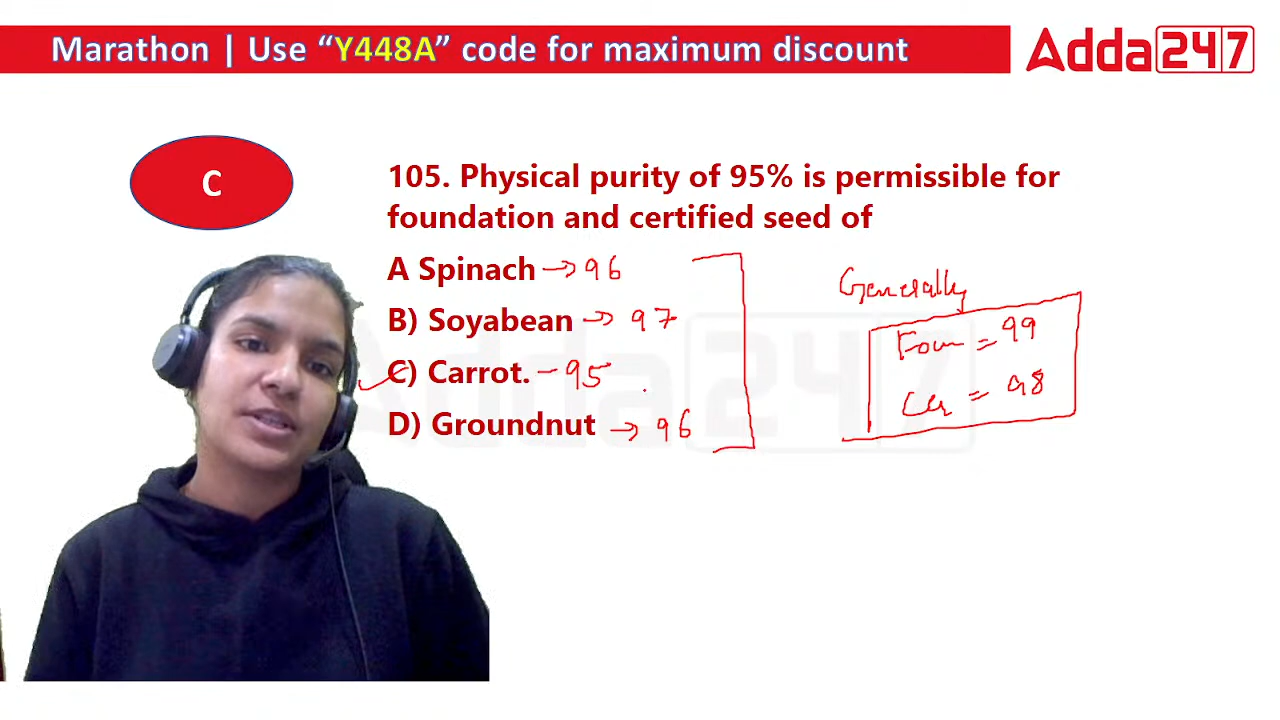 Marathon | Use “Y448A” code for maximum discount
Adda247
C
105. Physical purity of 95% is permissible for
foundation and certified seed of
A Spinach → 96
B) Soyabean → 97
C) Carrot. - 95
D) Groundnut → 96
Generally
Foun = 99
= 98
Adda247